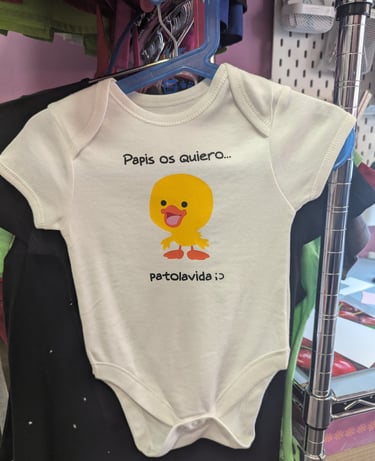 Papis os quiero...
patolavida ;)